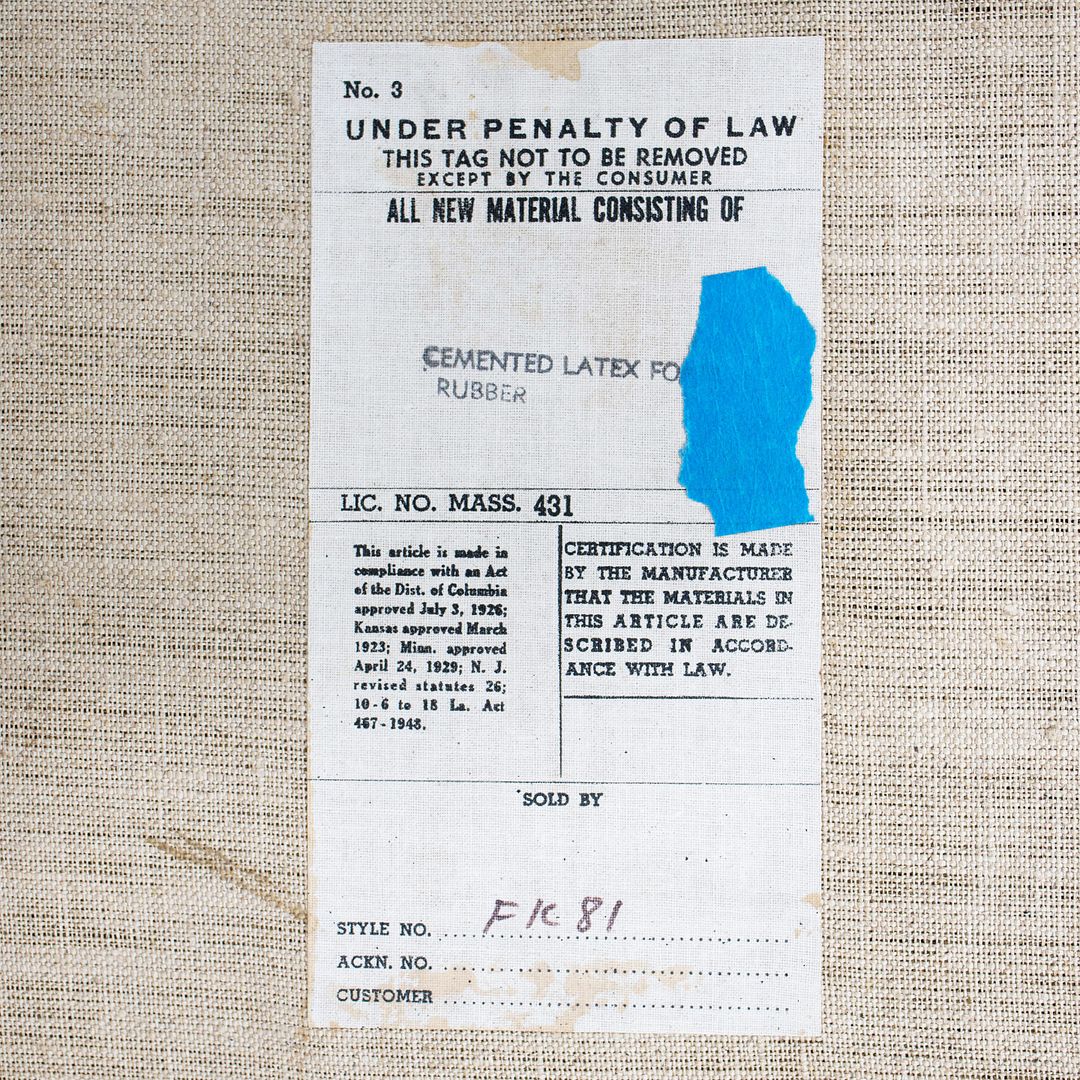 No. 3
UNDER PENALTY OF LAW
THIS TAG NOT TO BE REMOVED
EXCEPT BY THE CONSUMER
ALL NEW MATERIAL CONSISTING OF
CEMENTED LATEX FO
RUBBER
LIC. NO. MASS. 431
This article is made in
compliance with an Act
of the Dist. of Columbia
approved July 3, 1926;
Kansas approved March
1923; Minn. approved
April 24, 1929; N. J.
revised statutes 26;
10-6 to 18 La. Act
467-1948.
CERTIFICATION IS MADE
BY THE MANUFACTURER
THAT THE MATERIALS IN
THIS ARTICLE ARE DE-
SCRIBED IN ACCORD-
ANCE WITH LAW.
SOLD BY
STYLE NO. FK 81
ACKN. NO.
CUSTOMER